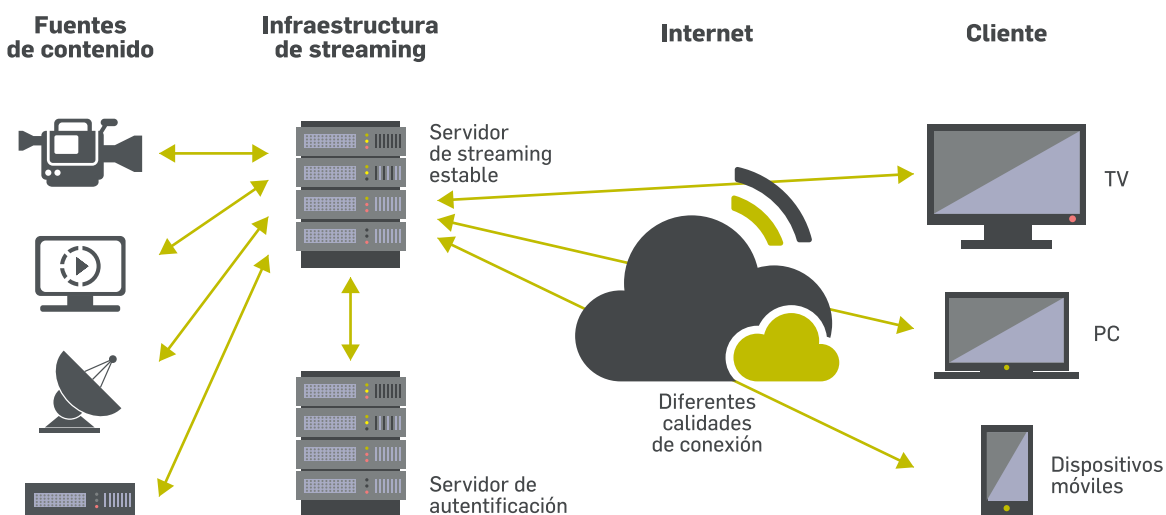 Fuentes
de contenido
Infraestructura
de streaming
Internet
Cliente
Servidor
de streaming
estable
TV
PC
Diferentes
calidades
de conexión
Servidor de
autentificación
Dispositivos
móviles